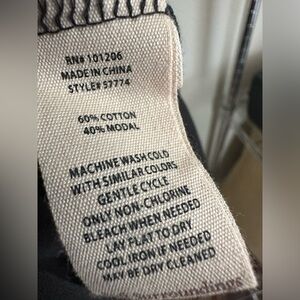 RN# 101206
MADE IN CHINA
STYLE# 57774
60% COTTON
40% MODAL
MACHINE WASH COLD
WITH SIMILAR COLORS
GENTLE CYCLE
ONLY NON-CHLORINE
BLEACH WHEN NEEDED
LAY FLAT TO DRY
COOL IRON IF NEEDED
MAY BE DRY CLEANED